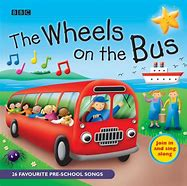 BBC
The Wheels
on the Bus
Join in
and sing
along
26 FAVOURITE PRE-SCHOOL SONGS